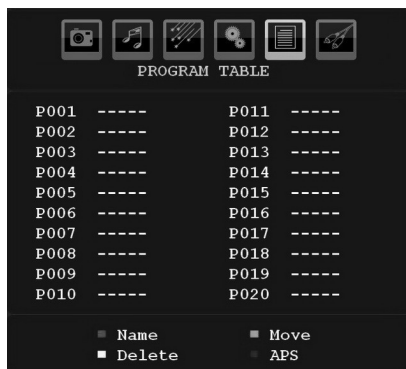 PROGRAM TABLE
P001 ----- P011 -----
P002 ----- P012 -----
P003 ----- P013 -----
P004 ----- P014 -----
P005 ----- P015 -----
P006 ----- P016 -----
P007 ----- P017 -----
P008 ----- P018 -----
P009 ----- P019 -----
P010 ----- P020 -----
Name Move
Delete APS